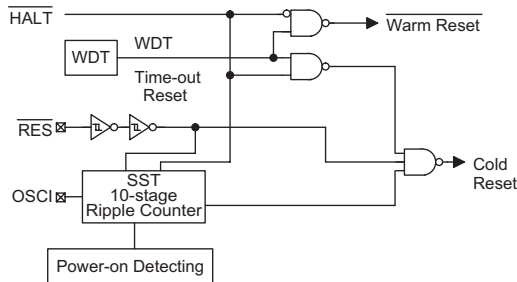 HALT
Warm Reset
WDT
WDT
Time-out
Reset
RES
Cold
Reset
OSCI
SST
10-stage
Ripple Counter
Power-on Detecting